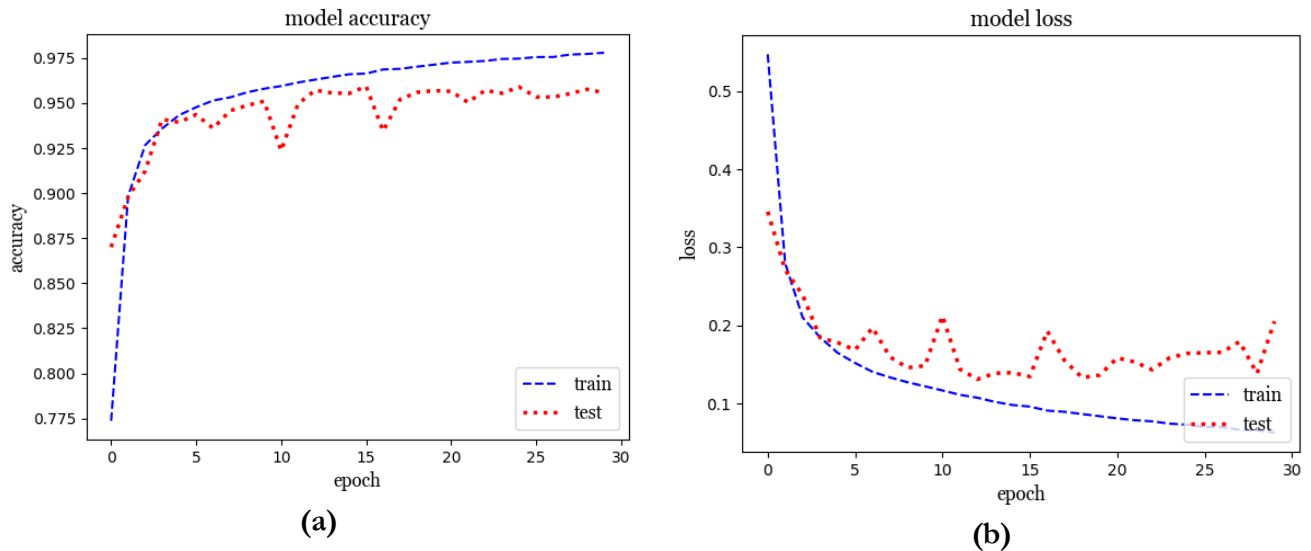 model accuracy
0.975
0.950
0.925
0.900
0.875
0.850
0.825
0.800
0.775
accuracy
train
test
0 5 10 15 20 25 30
epoch
(a)
model loss
0.5
0.4
0.3
0.2
0.1
loss
train
test
0 5 10 15 20 25 30
epoch
(b)